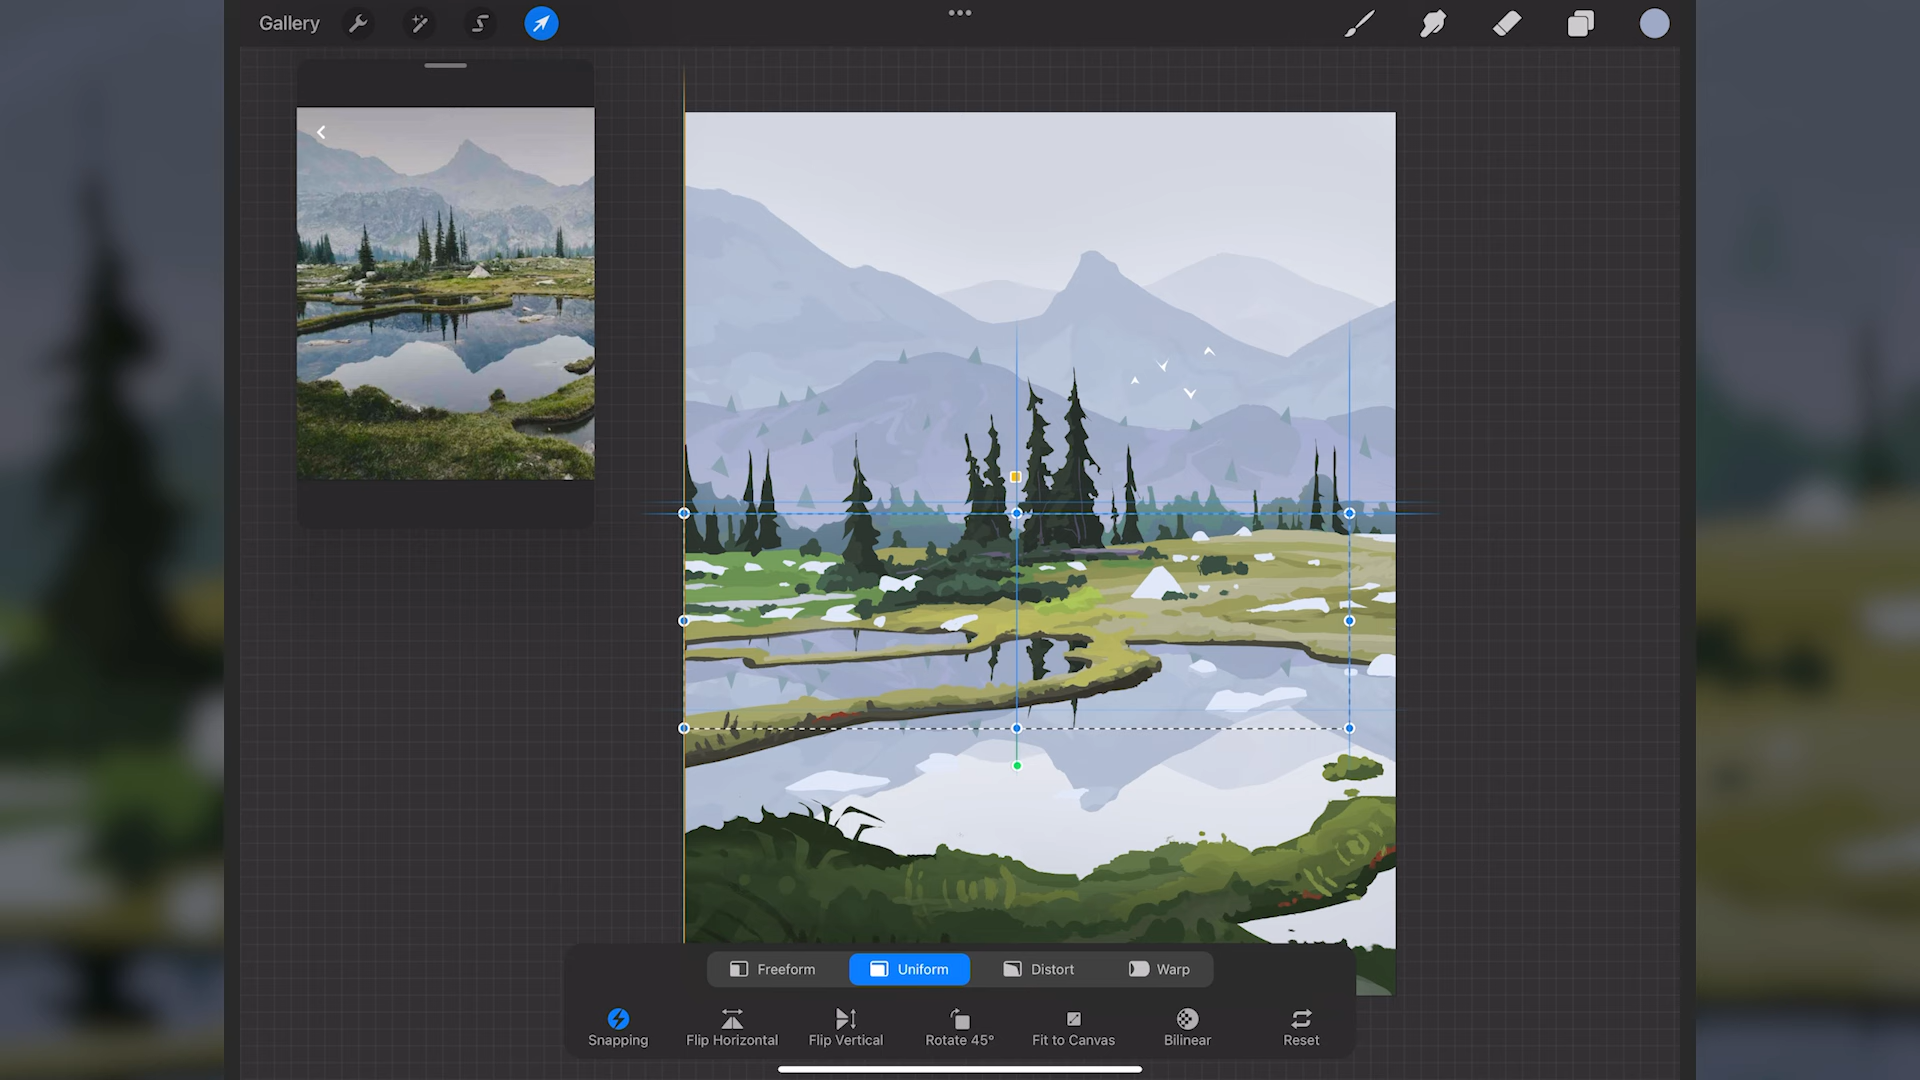 Gallery
Freeform Uniform Distort Warp
Snapping Flip Horizontal Flip Vertical Rotate 45° Fit to Canvas Bilinear Reset